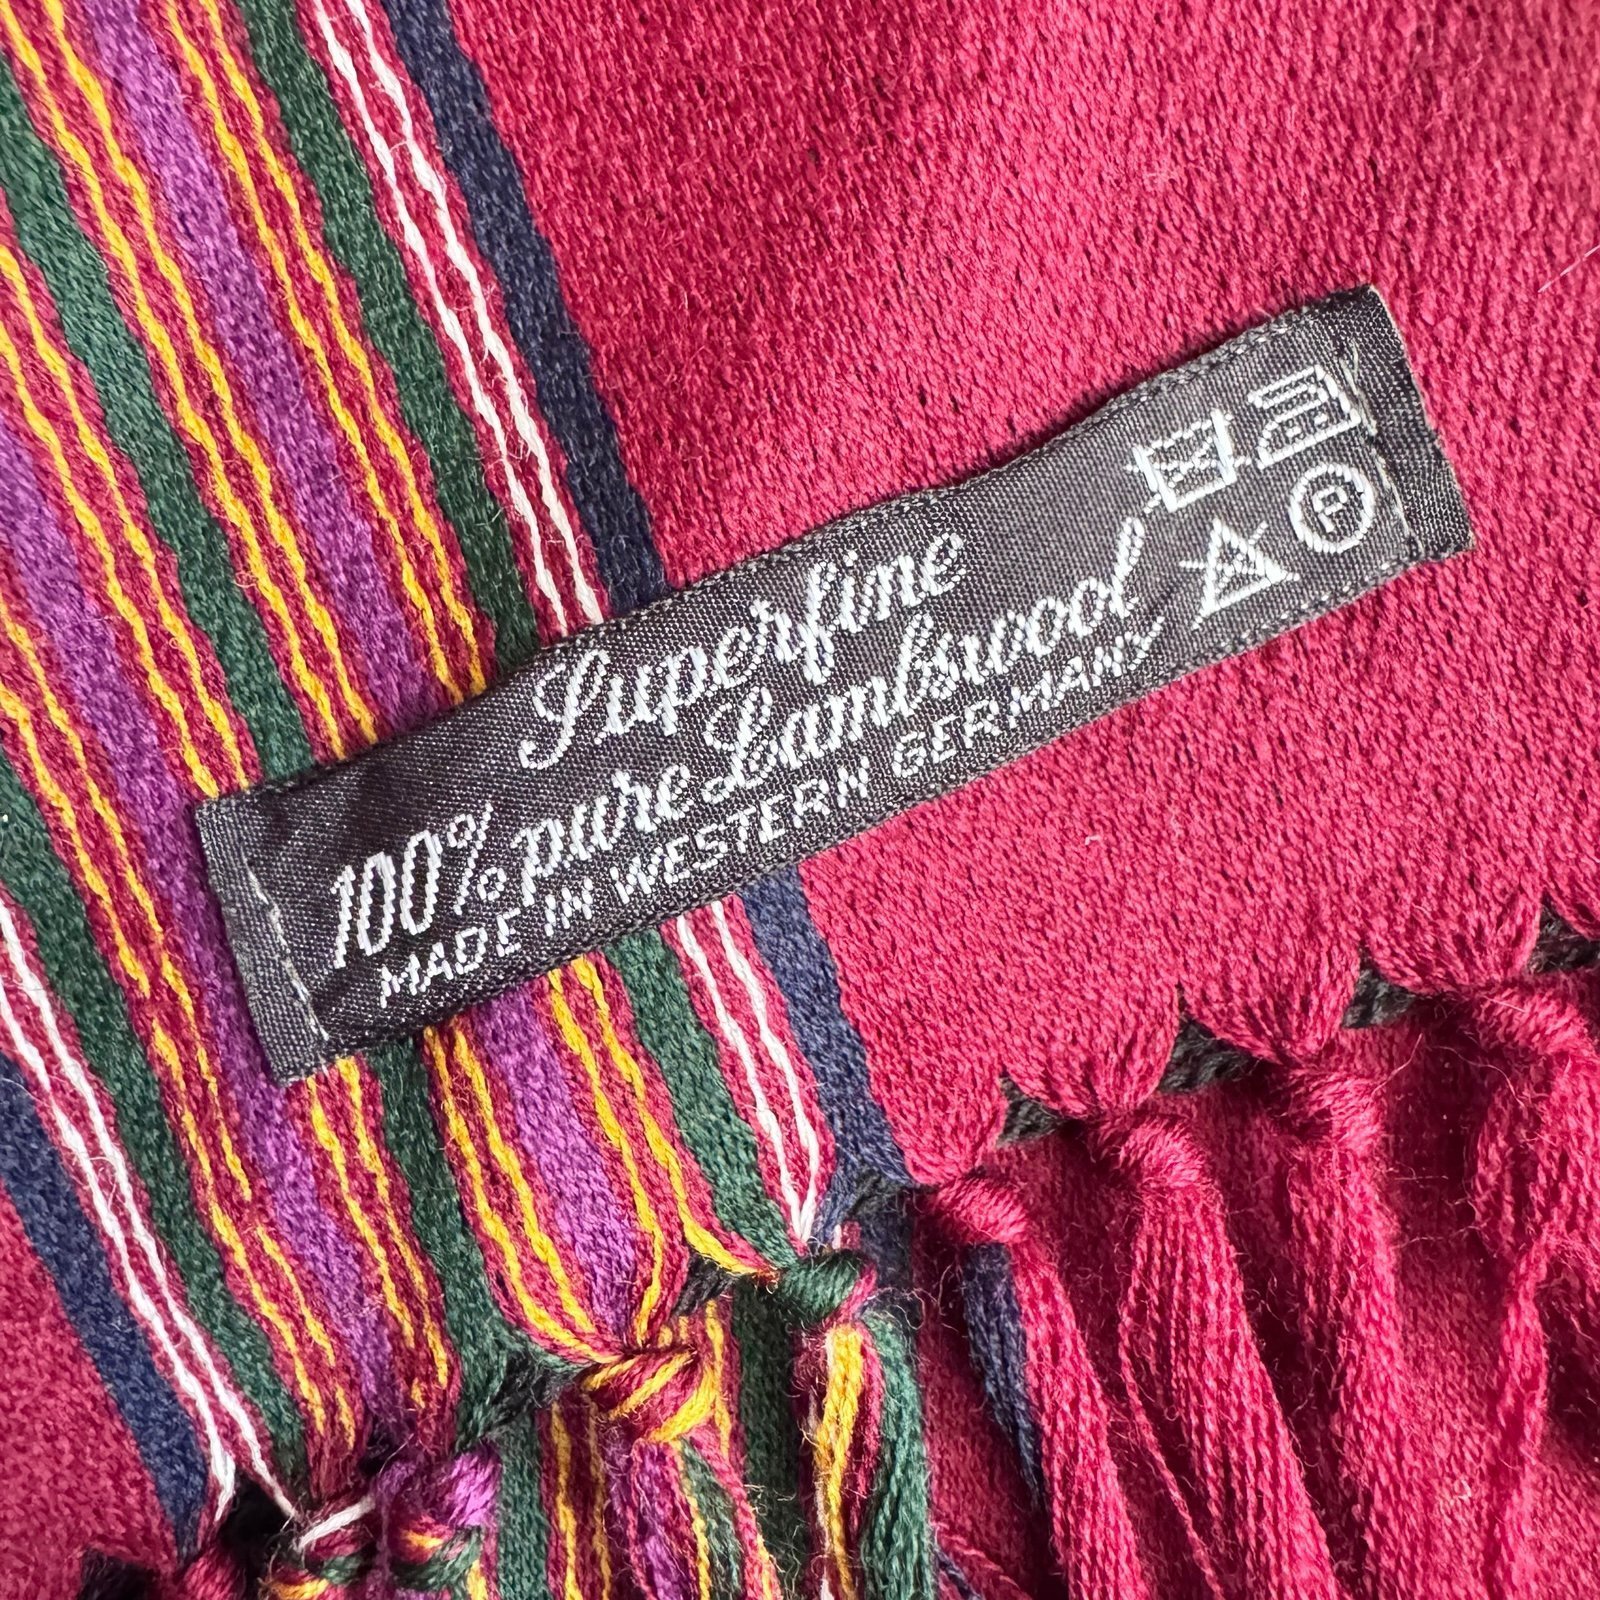 Superfine
100% pure Lambswool
MADE IN WESTERN GERMANY
P